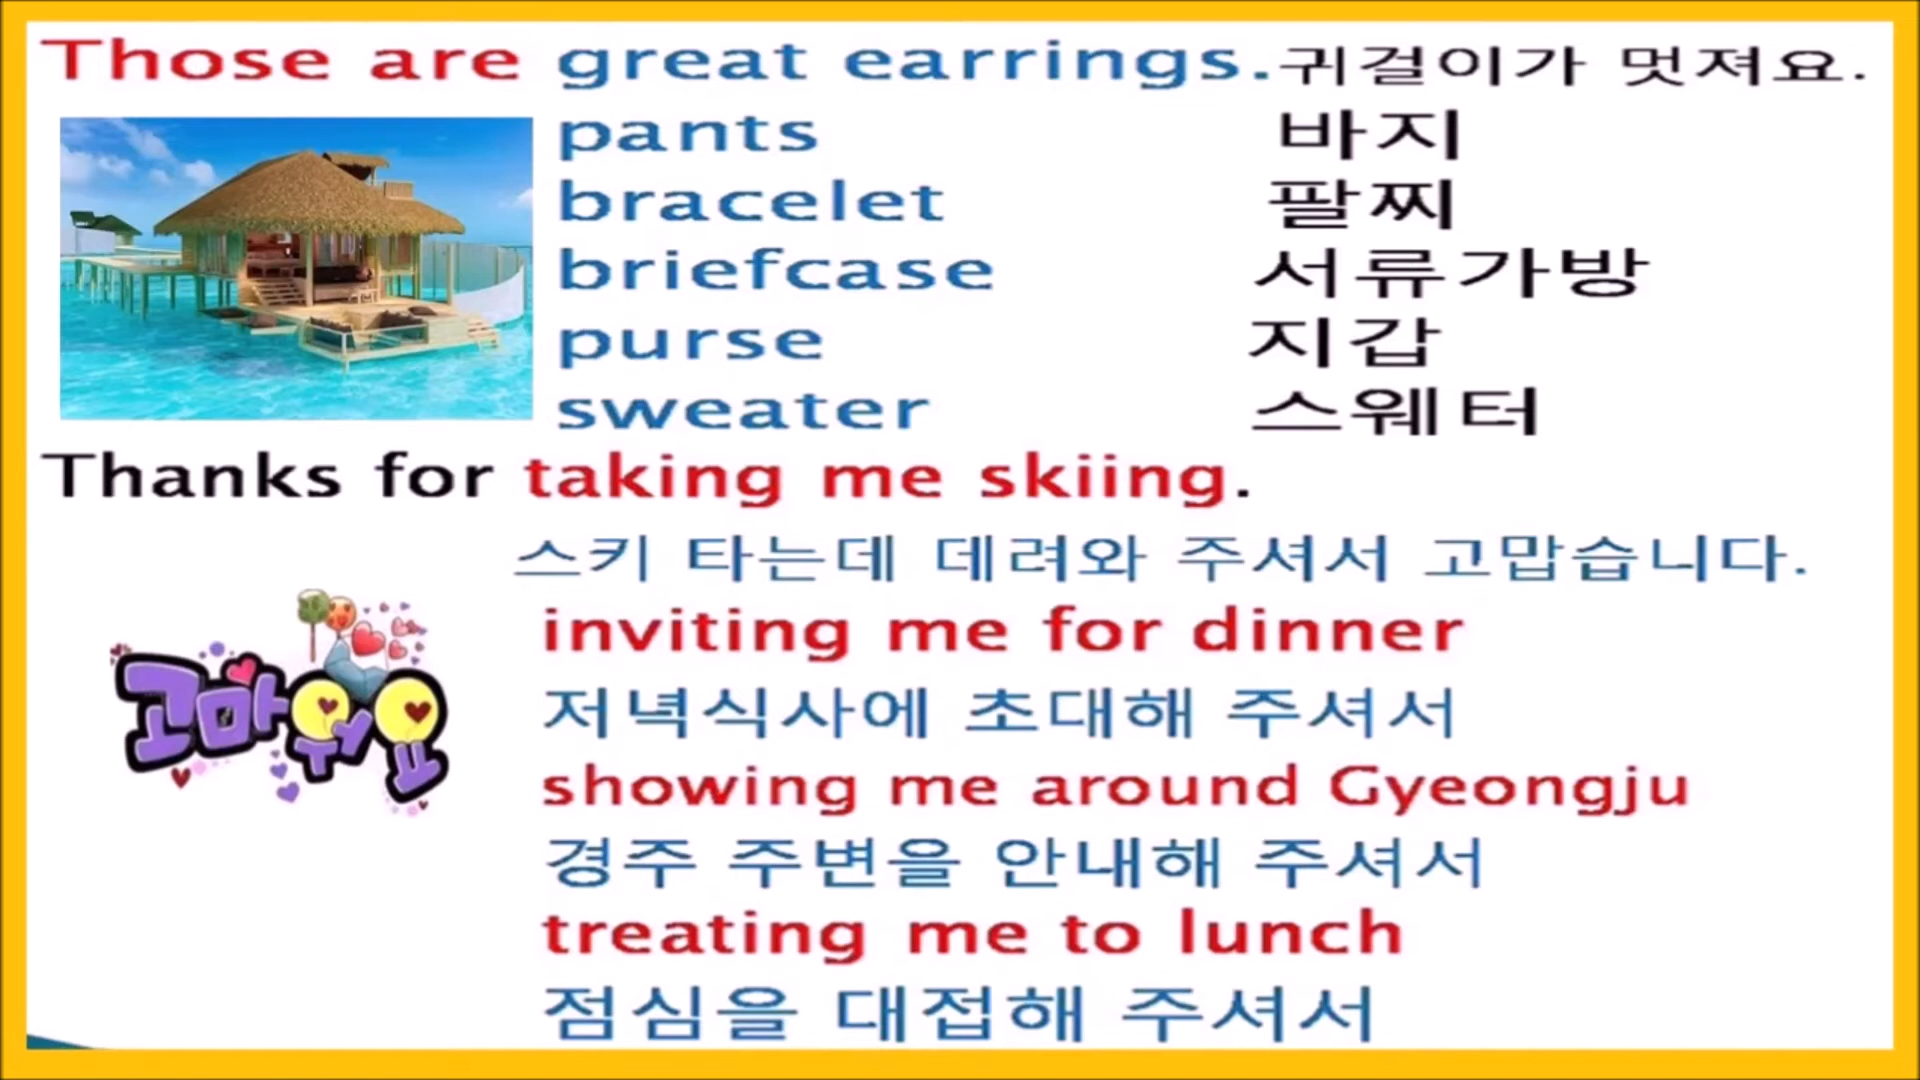 Those are great earrings. 귀걸이가 멋져요.
pants 바지
bracelet 팔찌
briefcase 서류가방
purse 지갑
sweater 스웨터
Thanks for taking me skiing.
스키 타는데 데려와 주셔서 고맙습니다.
고마워요
inviting me for dinner
저녁식사에 초대해 주셔서
showing me around Gyeongju
경주 주변을 안내해 주셔서
treating me to lunch
점심을 대접해 주셔서